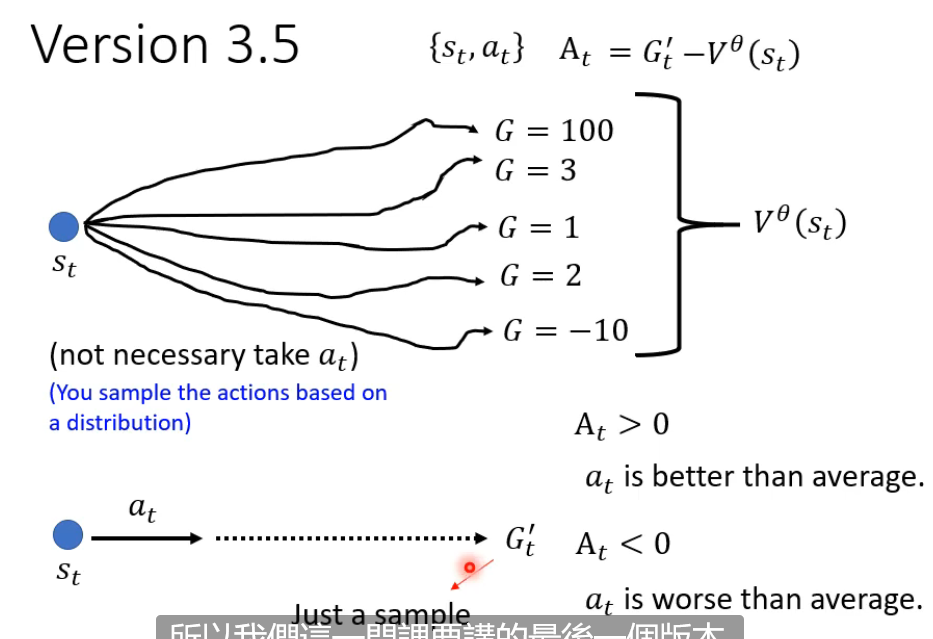 Version 3.5
{s_t, a_t} A_t = G'_t − V^θ(s_t)
G = 100
G = 3
G = 1
G = 2
G = −10
V^θ(s_t)
s_t
(not necessary take a_t)
(You sample the actions based on
a distribution)
A_t > 0
a_t is better than average.
a_t
s_t
G'_t
A_t < 0
Just a sample
a_t is worse than average.
所以我們這一門課要講的最後一個版本